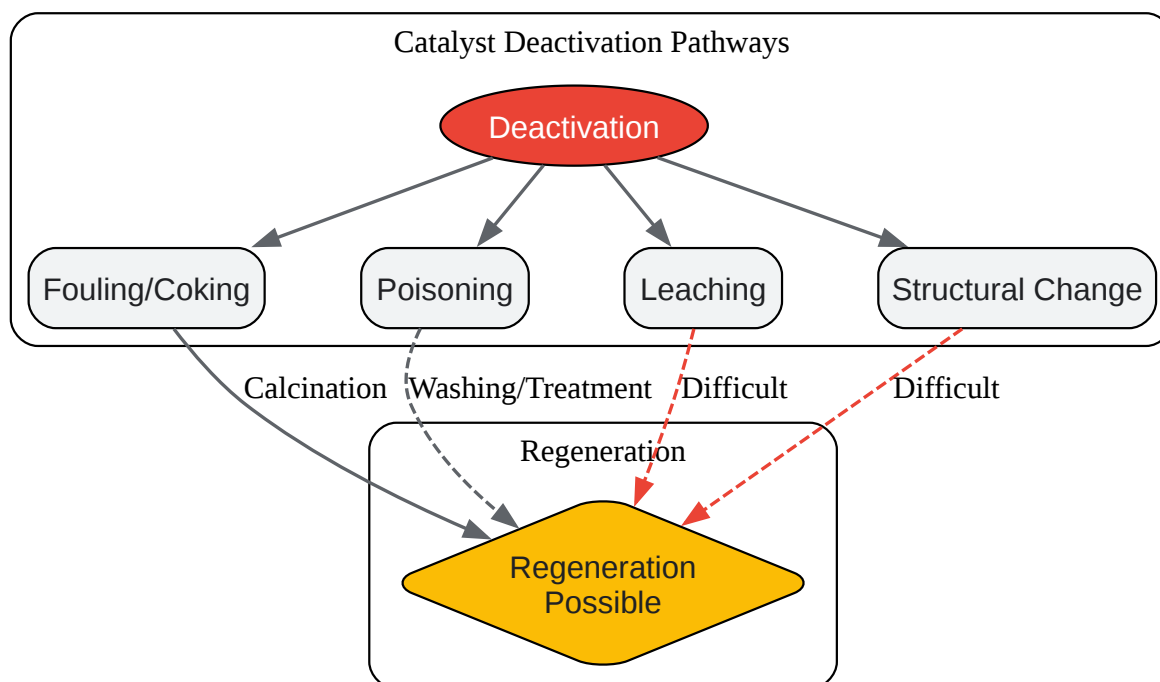 Catalyst Deactivation Pathways
Deactivation
Fouling/Coking
Poisoning
Leaching
Structural Change
Calcination
Washing/Treatment
Difficult
Difficult
Regeneration
Regeneration
Possible